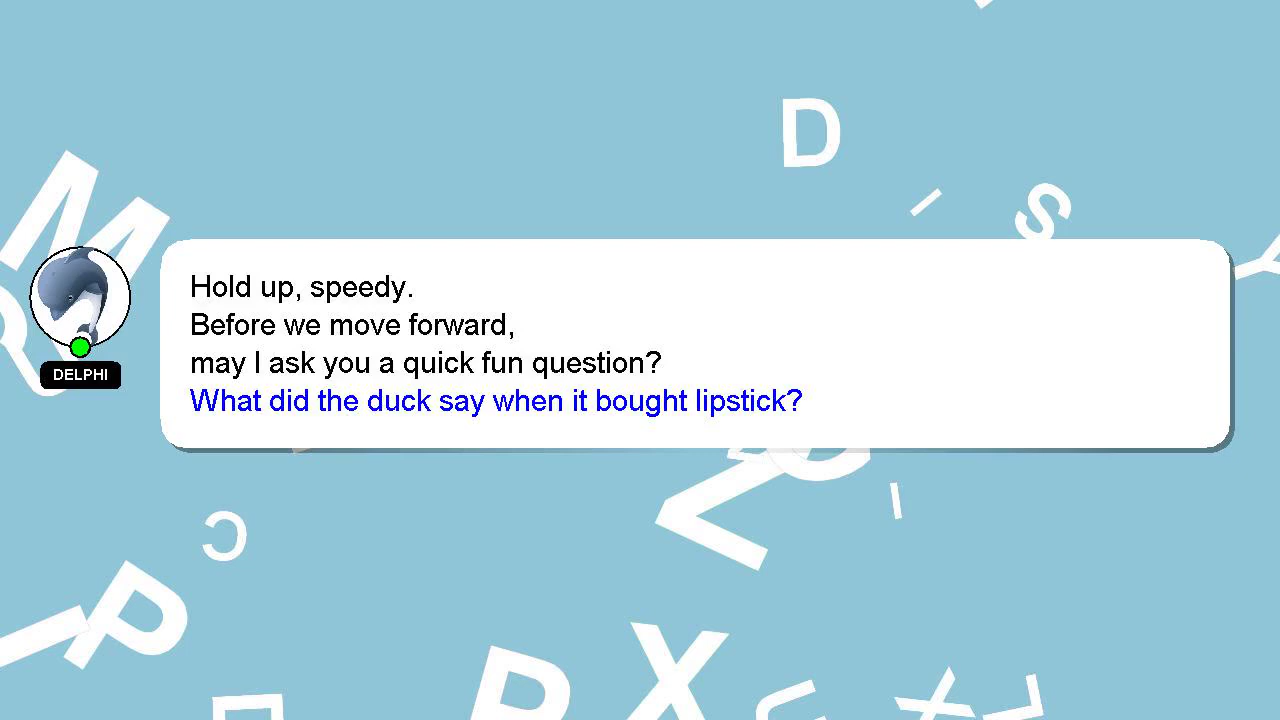 D
I
S
M
Hold up, speedy.
Before we move forward,
may I ask you a quick fun question?
What did the duck say when it bought lipstick?
DELPHI
Z
I
C
P
X